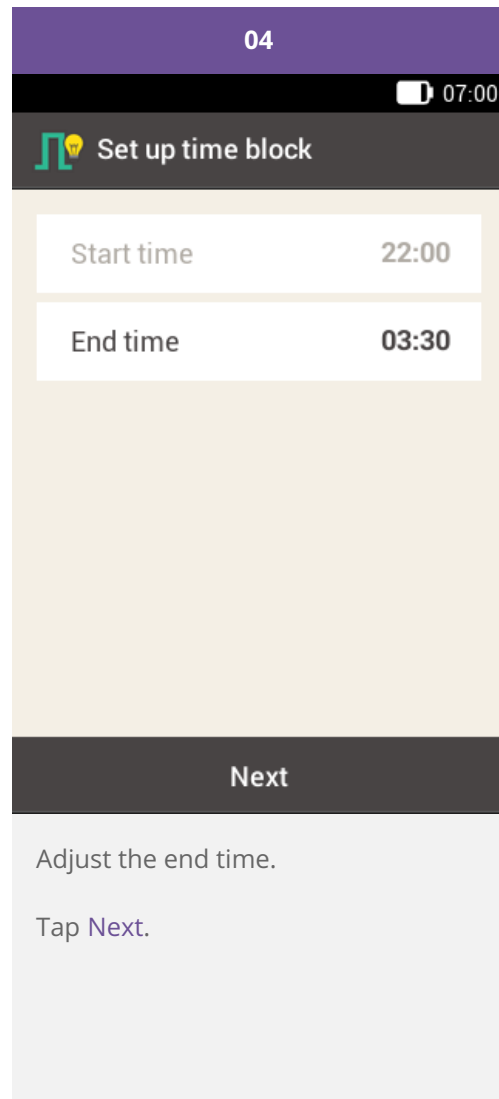 04
07:00
Set up time block
Start time 22:00
End time 03:30
Next
Adjust the end time.
Tap Next.